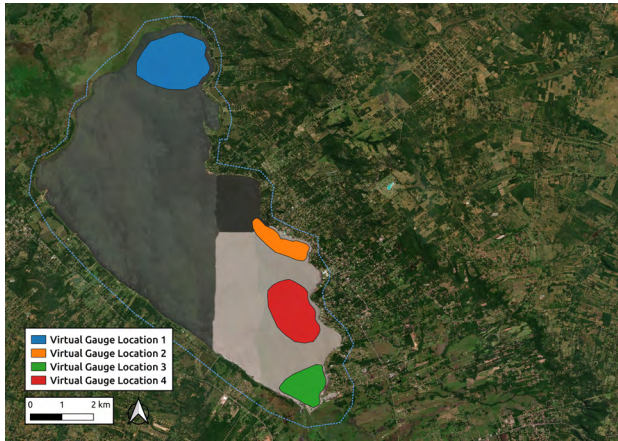 Virtual Gauge Location 1
Virtual Gauge Location 2
Virtual Gauge Location 3
Virtual Gauge Location 4
0 1 2 km